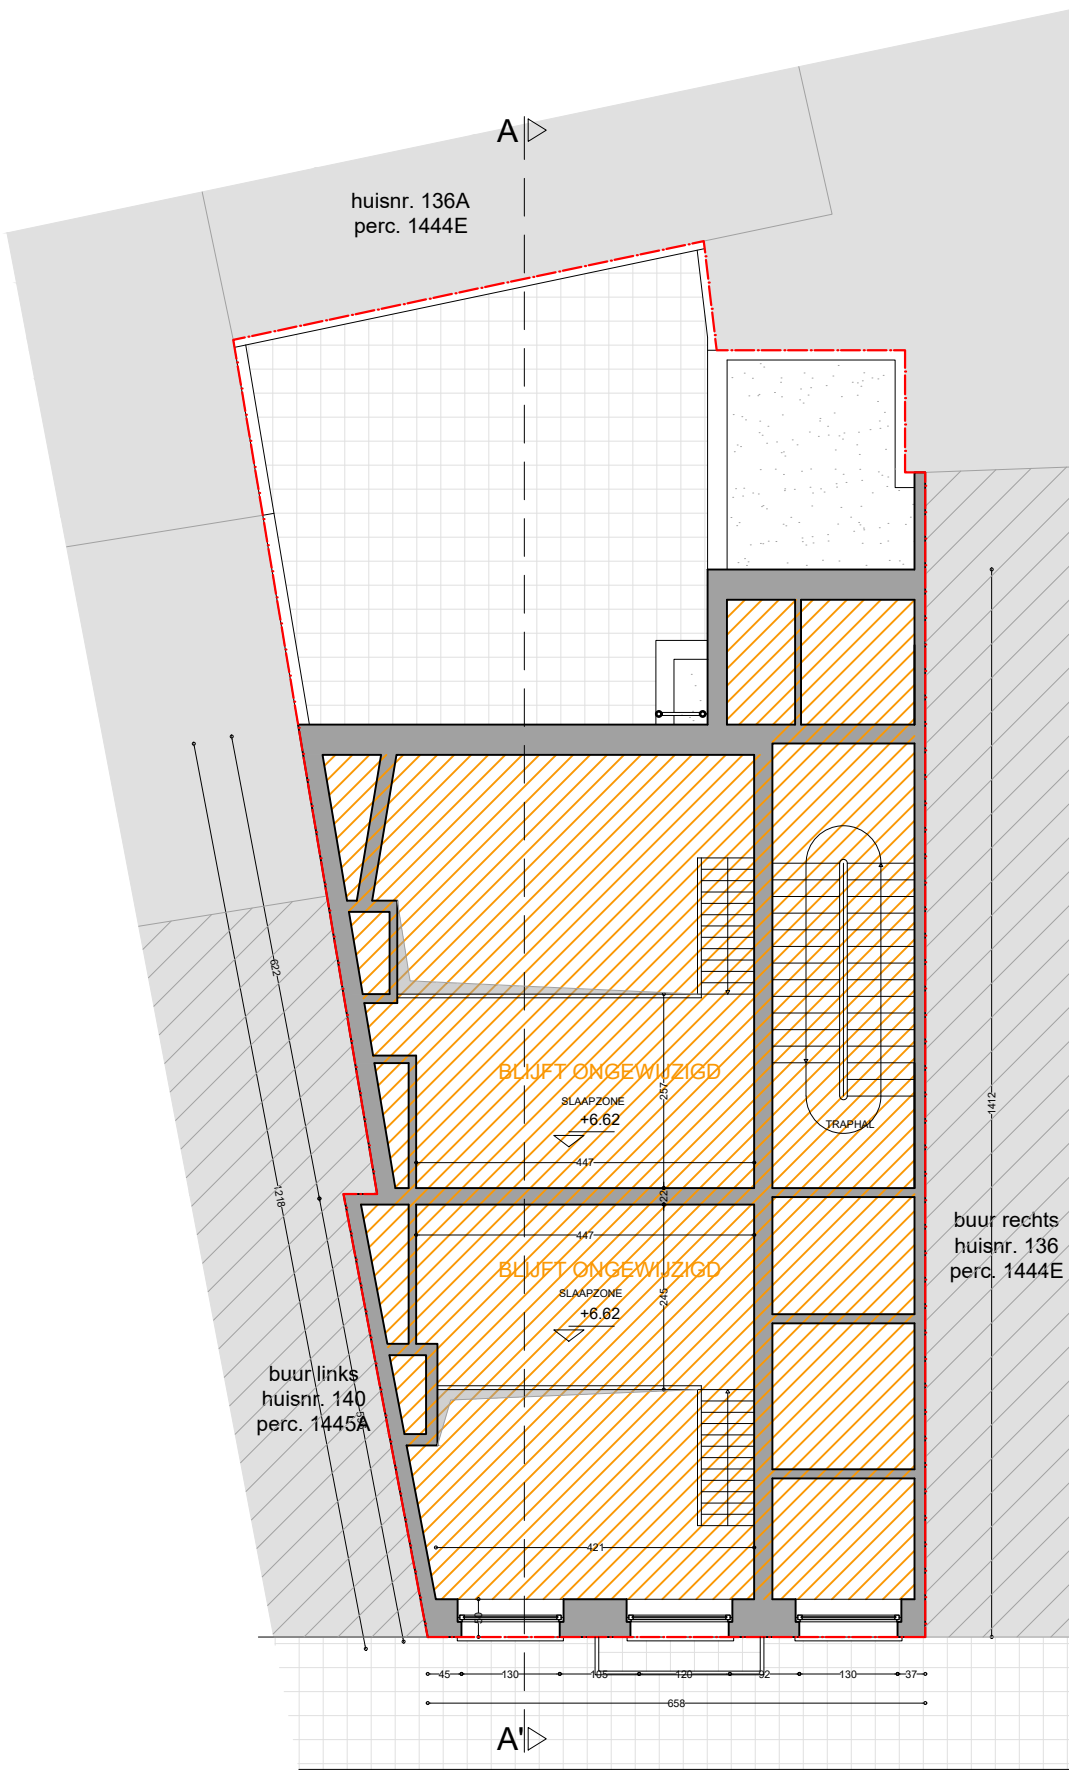 A
huisnr. 136A
perc. 1444E
622
1218
BLIJFT ONGEWIJZIGD
SLAAPZONE
+6.62
257
447
TRAPHAL
1412
22
447
BLIJFT ONGEWIJZIGD
SLAAPZONE
+6.62
245
buur rechts
huisnr. 136
perc. 1444E
buur links
huisnr. 140
perc. 1445A
421
50
45
130
105
120
92
130
37
658
A'